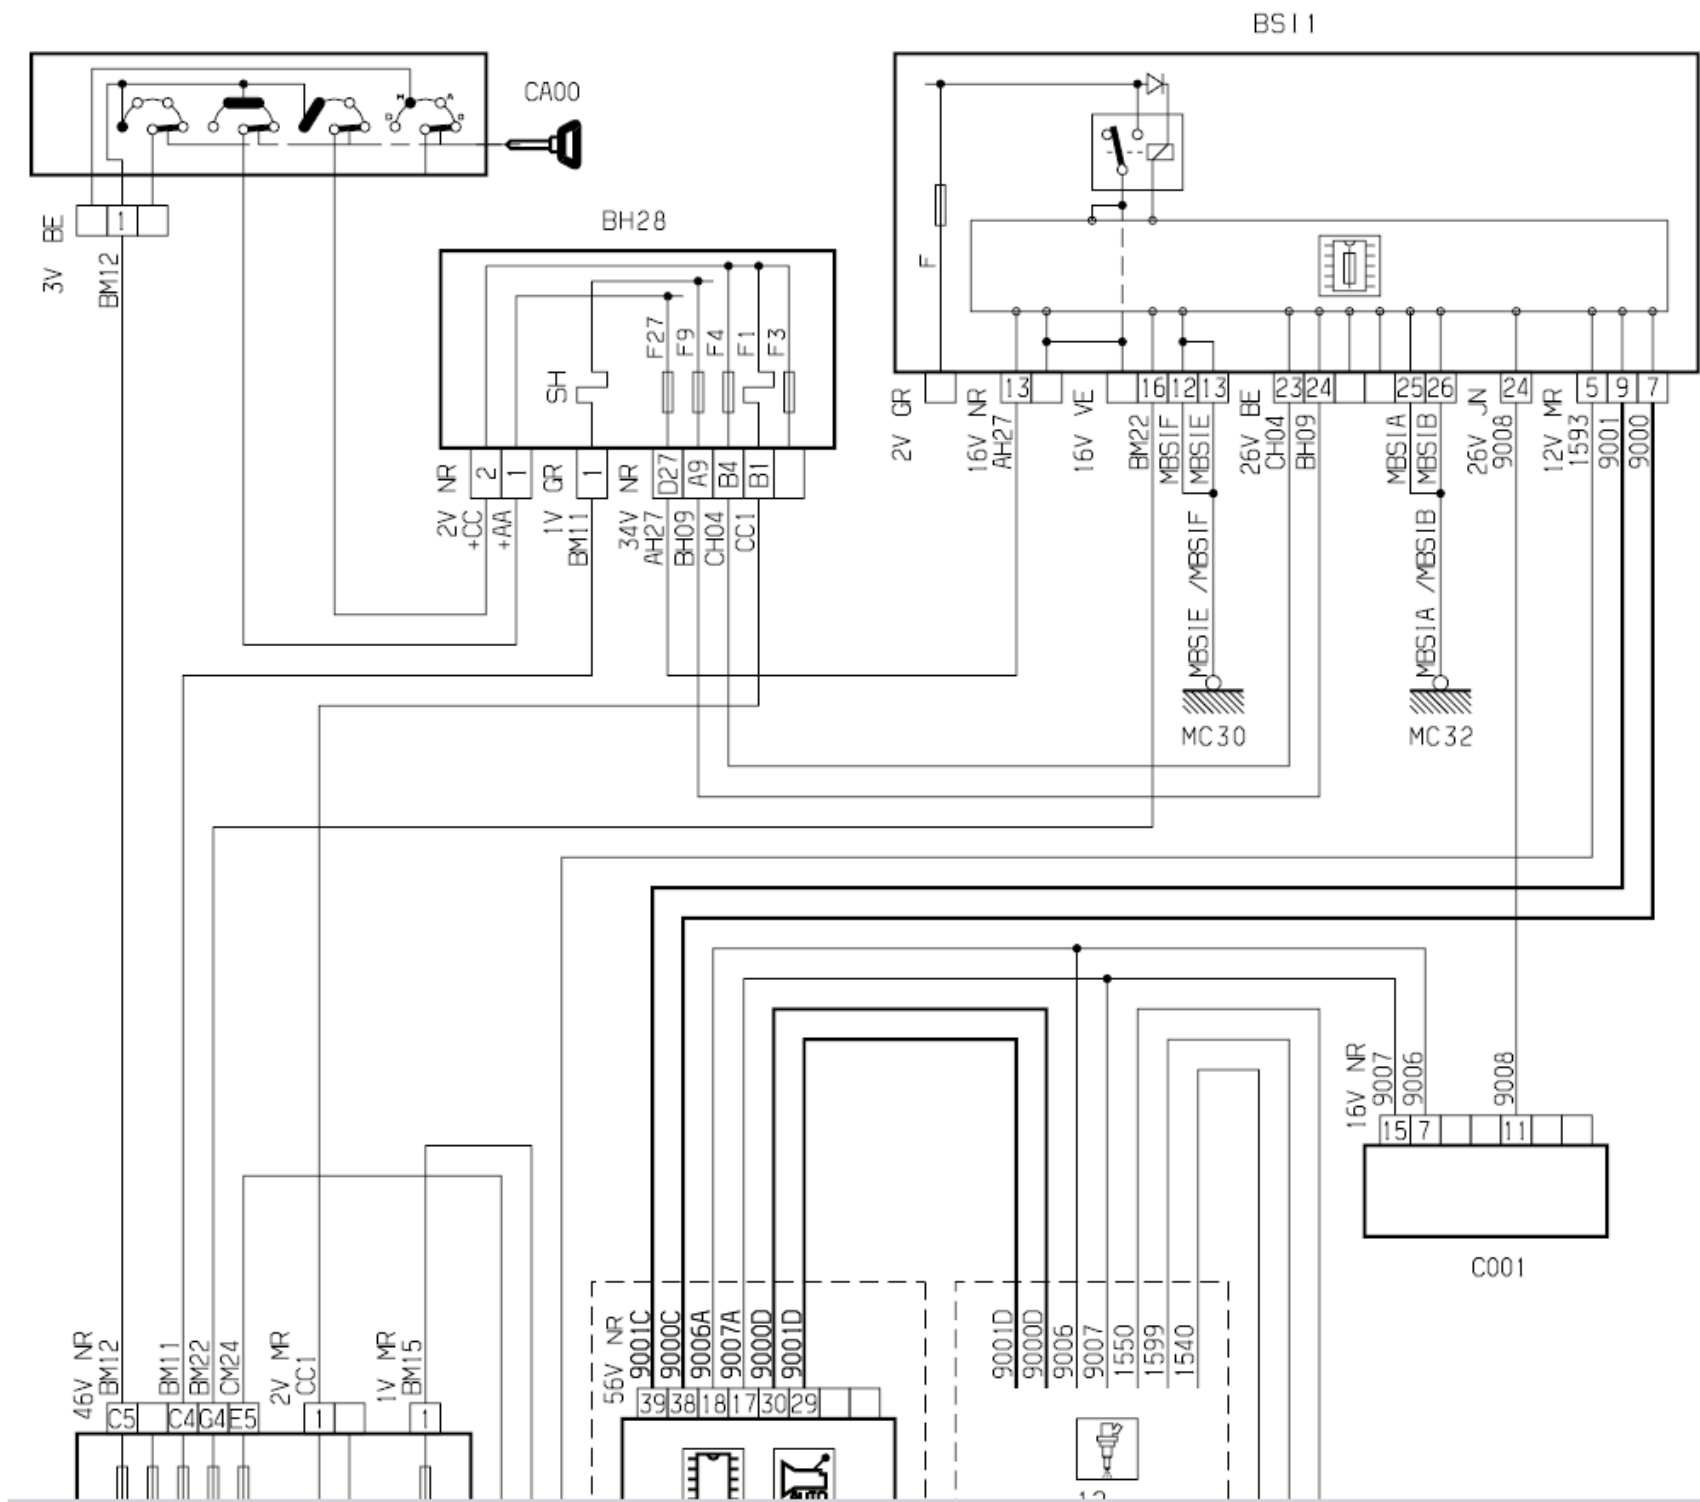 BSI1
CA00
H
A
D
G
3V BE
1
BM12
BH28
SH
F27
F9
F4
F1
F3
2V NR
2
1
+CC
+AA
1V GR
1
BM11
34V NR
D27
A9
B4
B1
AH27
BH09
CH04
CC1
F
2V GR
16V NR
13
AH27
16V VE
16
12
13
BM22
MBSIF
MBSIE
26V BE
23
24
25
26
CH04
BH09
MBSIA
MBSIB
26V JN
24
9008
12V MR
5
9
7
1593
9001
9000
MBSIE /MBSIF
MC30
MBSIA /MBSIB
MC32
16V NR
9007
9006
9008
15
7
11
C001
46V NR
BM12
BM11
BM22
CM24
C5
C4
G4
E5
2V MR
CC1
1
1V MR
BM15
1
56V NR
9001C
9000C
9006A
9007A
9000D
9001D
39
38
18
17
30
29
AUTO
9001D
9000D
9006
9007
1550
1599
1540